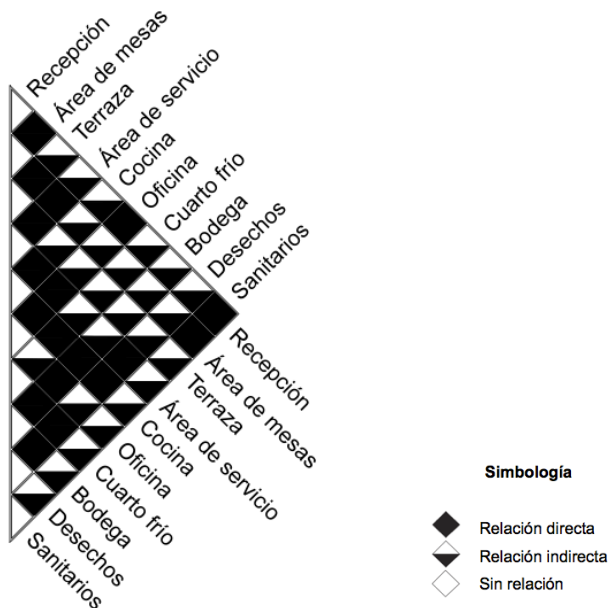 Recepción
Área de mesas
Terraza
Área de servicio
Cocina
Oficina
Cuarto frío
Bodega
Desechos
Sanitarios
Recepción
Área de mesas
Terraza
Área de servicio
Cocina
Oficina
Cuarto frío
Bodega
Desechos
Sanitarios
Simbología
Relación directa
Relación indirecta
Sin relación